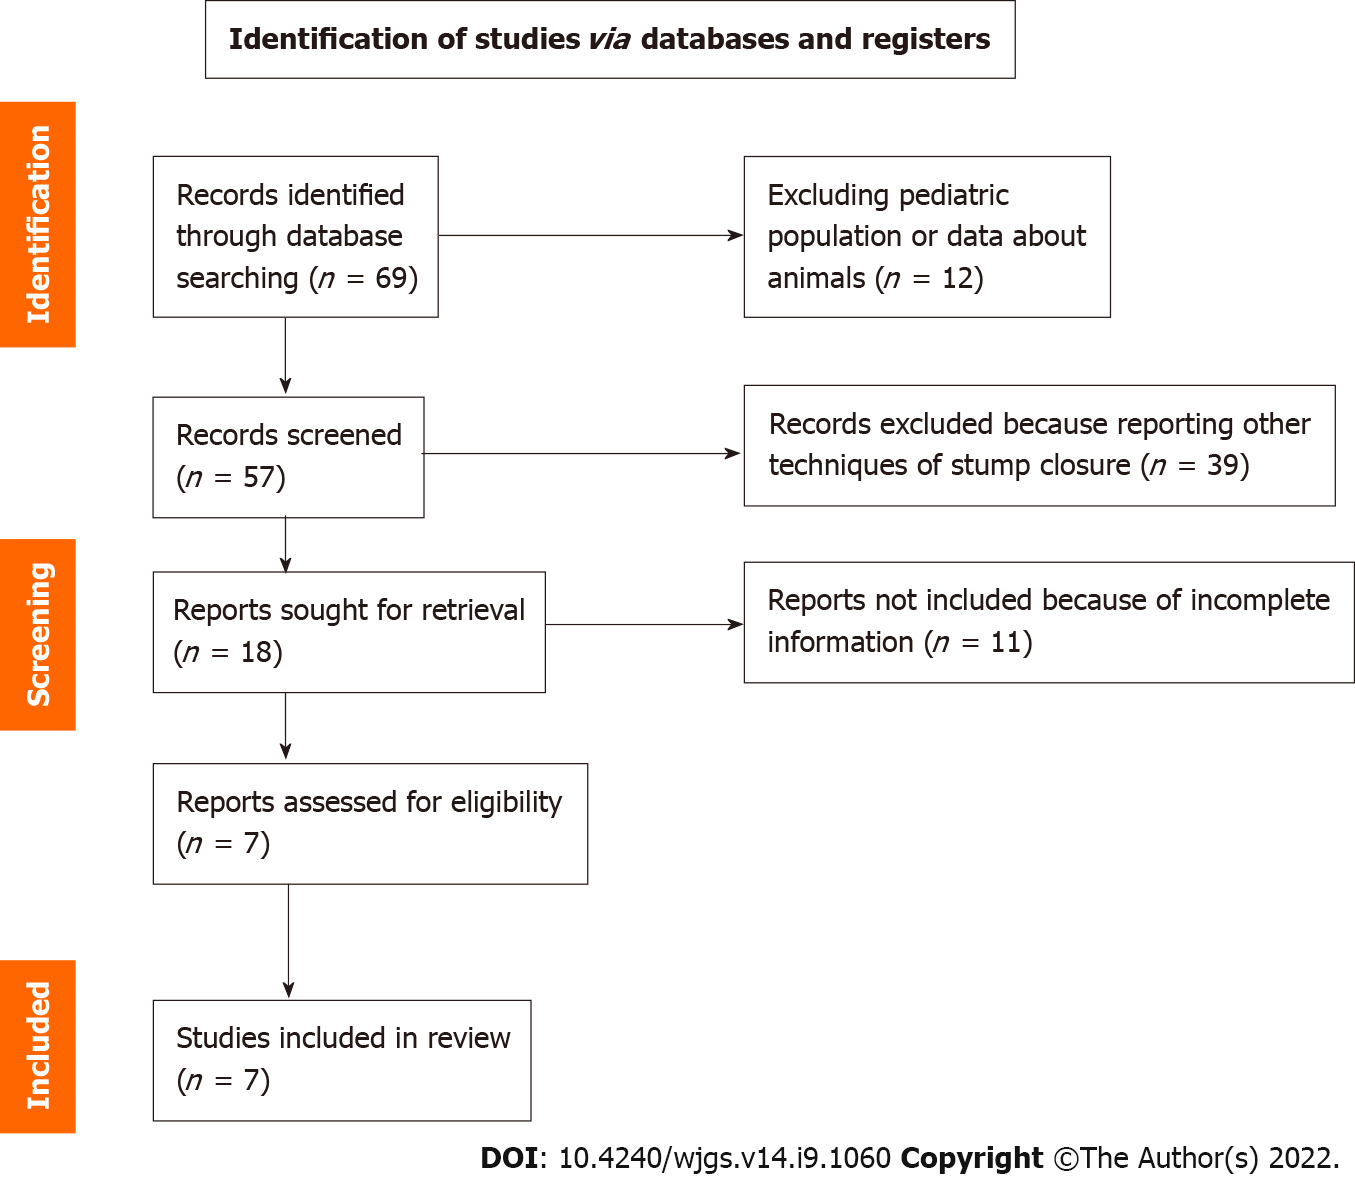 Identification of studies via databases and registers
Identification
Records identified
through database
searching (n = 69)
Excluding pediatric
population or data about
animals (n = 12)
Records screened
(n = 57)
Records excluded because reporting other
techniques of stump closure (n = 39)
Screening
Reports sought for retrieval
(n = 18)
Reports not included because of incomplete
information (n = 11)
Reports assessed for eligibility
(n = 7)
Included
Studies included in review
(n = 7)
DOI: 10.4240/wjgs.v14.i9.1060 Copyright ©The Author(s) 2022.